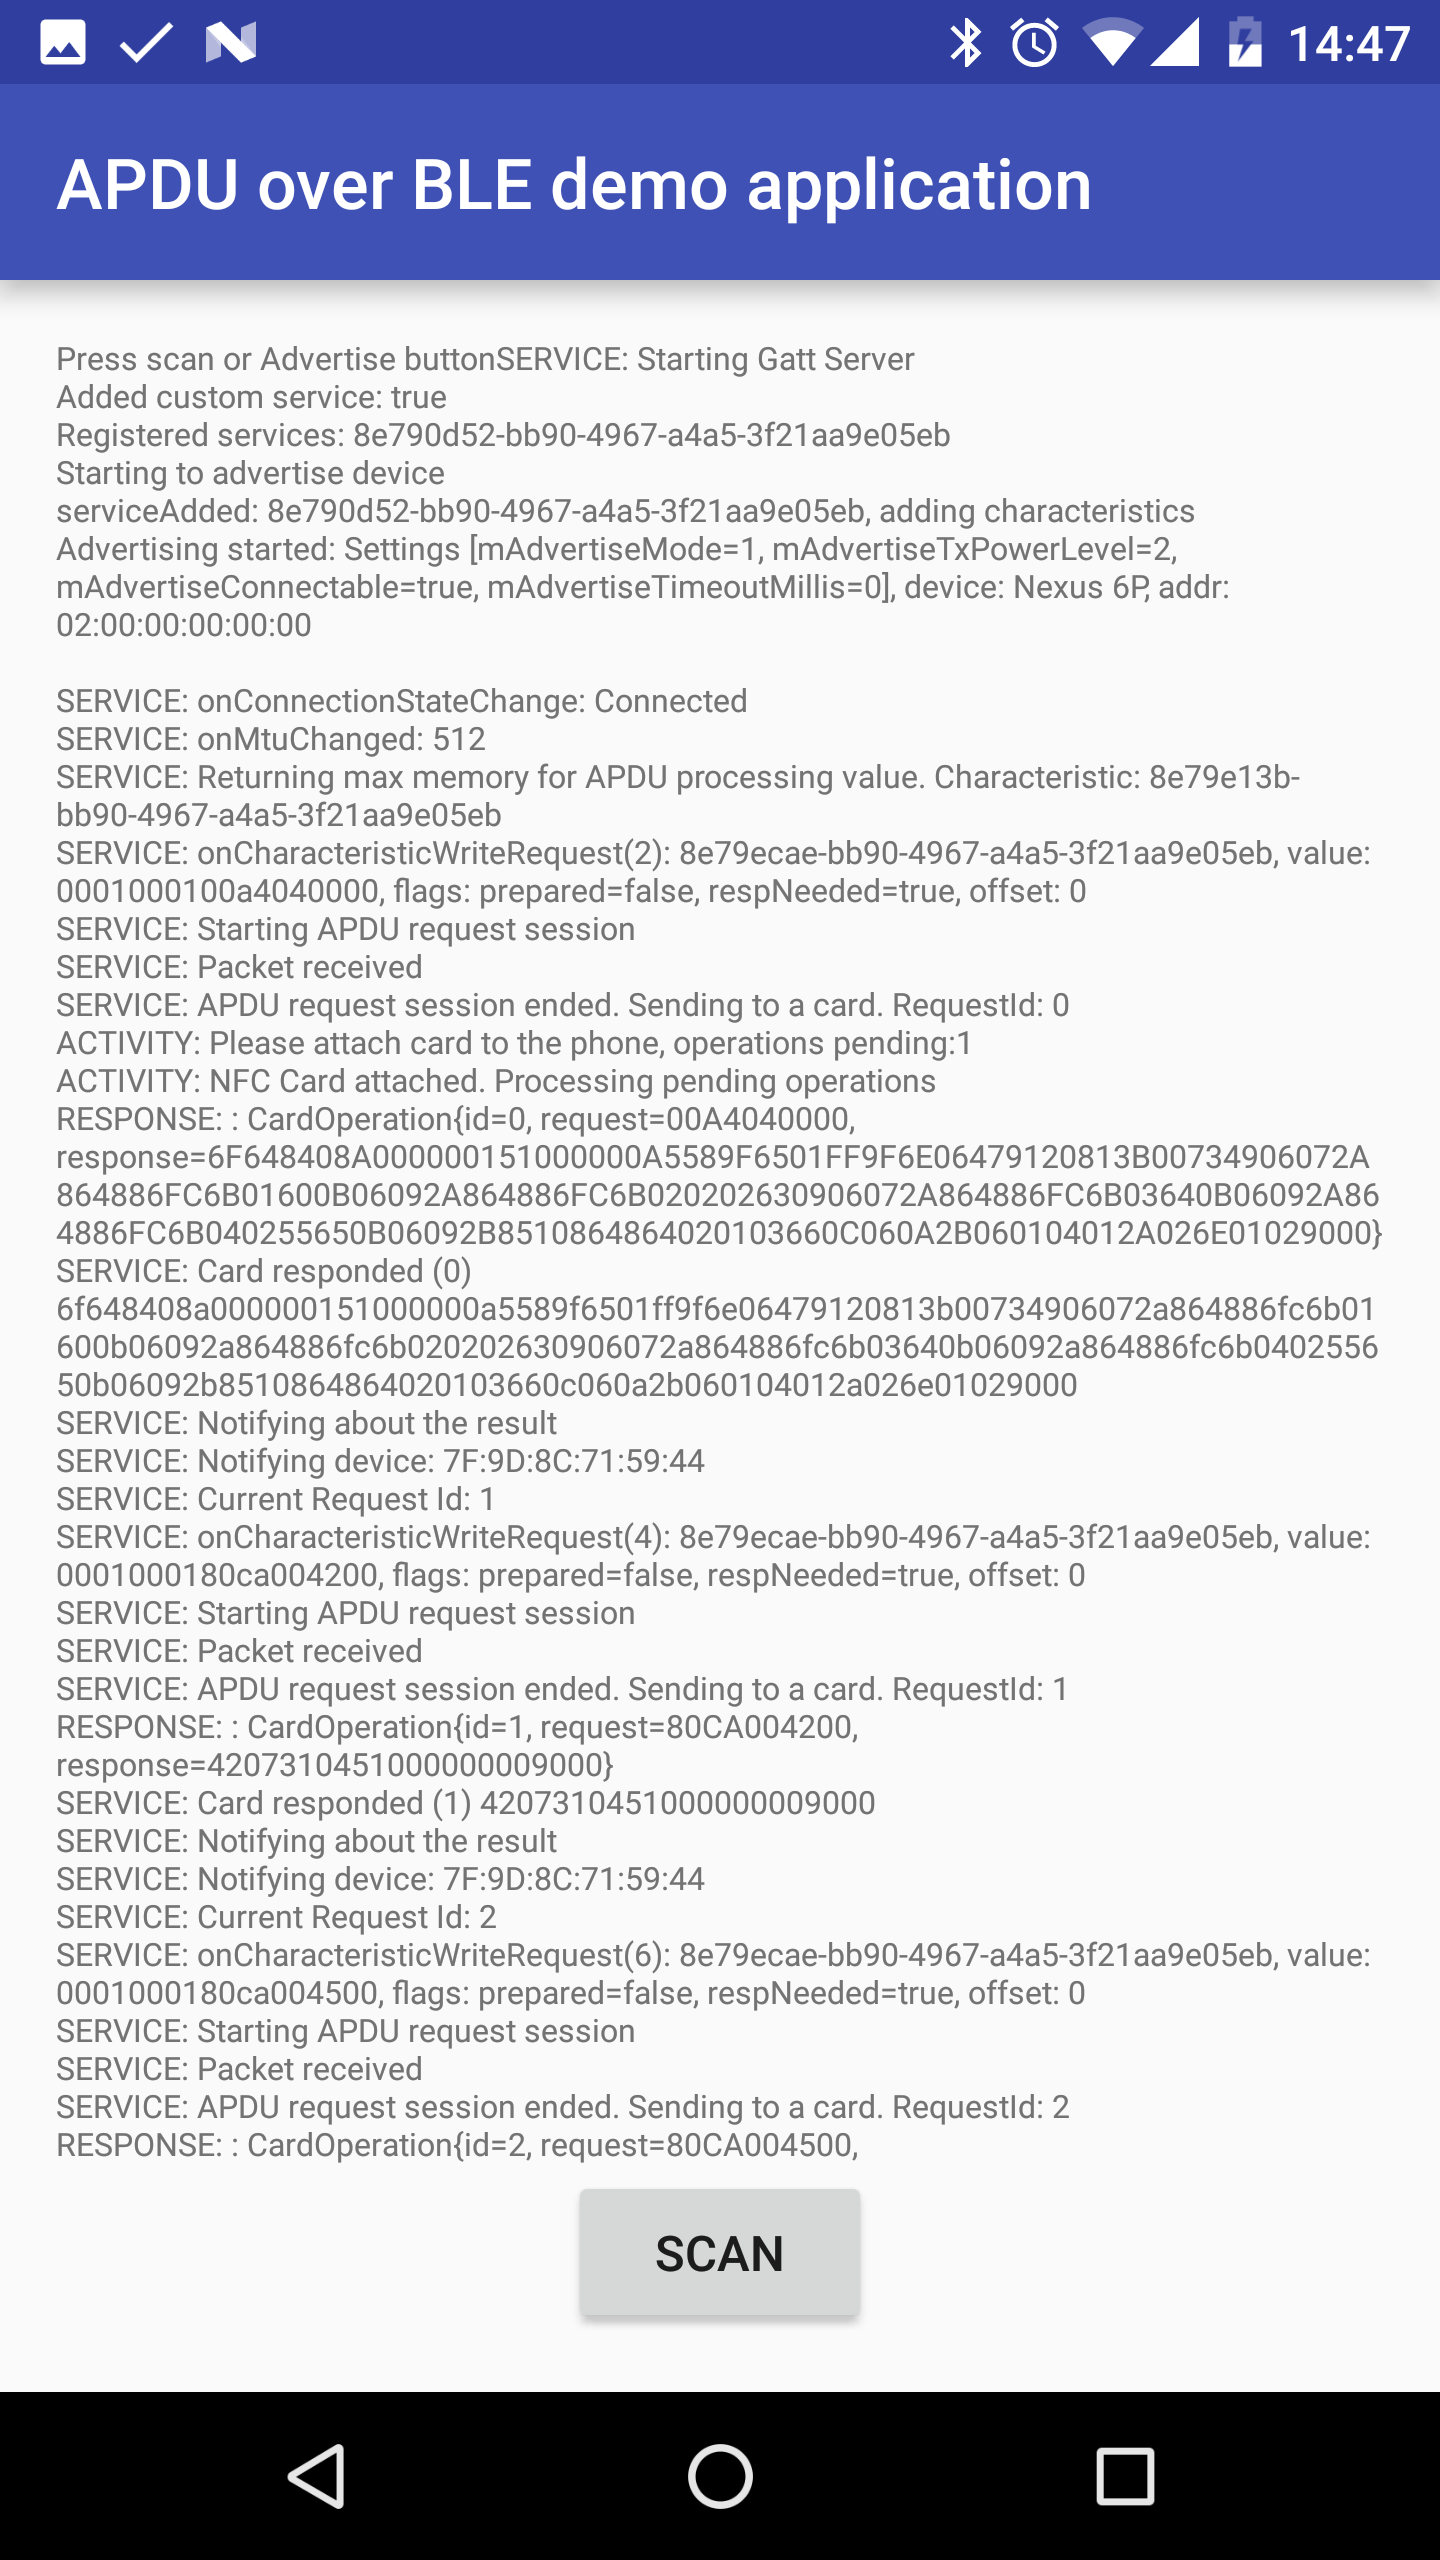 14:47
APDU over BLE demo application
Press scan or Advertise buttonSERVICE: Starting Gatt Server
Added custom service: true
Registered services: 8e790d52-bb90-4967-a4a5-3f21aa9e05eb
Starting to advertise device
serviceAdded: 8e790d52-bb90-4967-a4a5-3f21aa9e05eb, adding characteristics
Advertising started: Settings [mAdvertiseMode=1, mAdvertiseTxPowerLevel=2,
mAdvertiseConnectable=true, mAdvertiseTimeoutMillis=0], device: Nexus 6P, addr:
02:00:00:00:00:00
SERVICE: onConnectionStateChange: Connected
SERVICE: onMtuChanged: 512
SERVICE: Returning max memory for APDU processing value. Characteristic: 8e79e13b-
bb90-4967-a4a5-3f21aa9e05eb
SERVICE: onCharacteristicWriteRequest(2): 8e79ecae-bb90-4967-a4a5-3f21aa9e05eb, value:
0001000100a4040000, flags: prepared=false, respNeeded=true, offset: 0
SERVICE: Starting APDU request session
SERVICE: Packet received
SERVICE: APDU request session ended. Sending to a card. RequestId: 0
ACTIVITY: Please attach card to the phone, operations pending:1
ACTIVITY: NFC Card attached. Processing pending operations
RESPONSE: : CardOperation{id=0, request=00A4040000,
response=6F648408A000000151000000A5589F6501FF9F6E06479120813B00734906072A
864886FC6B01600B06092A864886FC6B020202630906072A864886FC6B03640B06092A86
4886FC6B040255650B06092B8510864864020103660C060A2B060104012A026E01029000}
SERVICE: Card responded (0)
6f648408a000000151000000a5589f6501ff9f6e06479120813b00734906072a864886fc6b01
600b06092a864886fc6b020202630906072a864886fc6b03640b06092a864886fc6b0402556
50b06092b8510864864020103660c060a2b060104012a026e01029000
SERVICE: Notifying about the result
SERVICE: Notifying device: 7F:9D:8C:71:59:44
SERVICE: Current Request Id: 1
SERVICE: onCharacteristicWriteRequest(4): 8e79ecae-bb90-4967-a4a5-3f21aa9e05eb, value:
0001000180ca004200, flags: prepared=false, respNeeded=true, offset: 0
SERVICE: Starting APDU request session
SERVICE: Packet received
SERVICE: APDU request session ended. Sending to a card. RequestId: 1
RESPONSE: : CardOperation{id=1, request=80CA004200,
response=4207310451000000009000}
SERVICE: Card responded (1) 4207310451000000009000
SERVICE: Notifying about the result
SERVICE: Notifying device: 7F:9D:8C:71:59:44
SERVICE: Current Request Id: 2
SERVICE: onCharacteristicWriteRequest(6): 8e79ecae-bb90-4967-a4a5-3f21aa9e05eb, value:
0001000180ca004500, flags: prepared=false, respNeeded=true, offset: 0
SERVICE: Starting APDU request session
SERVICE: Packet received
SERVICE: APDU request session ended. Sending to a card. RequestId: 2
RESPONSE: : CardOperation{id=2, request=80CA004500,
SCAN